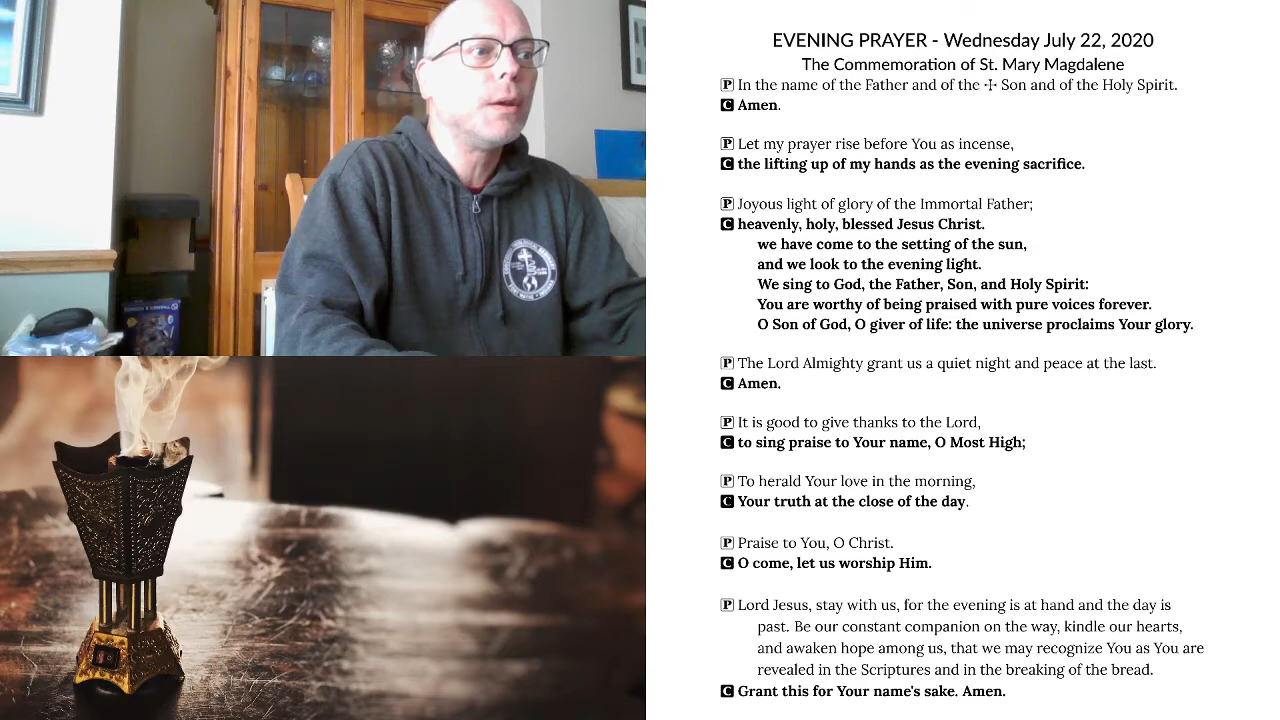 EVENING PRAYER - Wednesday July 22, 2020
The Commemoration of St. Mary Magdalene
P In the name of the Father and of the ☩ Son and of the Holy Spirit.
C Amen.
P Let my prayer rise before You as incense,
C the lifting up of my hands as the evening sacrifice.
P Joyous light of glory of the Immortal Father;
C heavenly, holy, blessed Jesus Christ.
we have come to the setting of the sun,
and we look to the evening light.
We sing to God, the Father, Son, and Holy Spirit:
You are worthy of being praised with pure voices forever.
O Son of God, O giver of life: the universe proclaims Your glory.
P The Lord Almighty grant us a quiet night and peace at the last.
C Amen.
P It is good to give thanks to the Lord,
C to sing praise to Your name, O Most High;
P To herald Your love in the morning,
C Your truth at the close of the day.
P Praise to You, O Christ.
C O come, let us worship Him.
P Lord Jesus, stay with us, for the evening is at hand and the day is
past. Be our constant companion on the way, kindle our hearts,
and awaken hope among us, that we may recognize You as You are
revealed in the Scriptures and in the breaking of the bread.
C Grant this for Your name's sake. Amen.